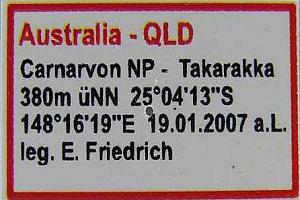 Australia - QLD
Carnarvon NP - Takarakka
380m üNN 25°04'13"S
148°16'19"E 19.01.2007 a.L.
leg. E. Friedrich